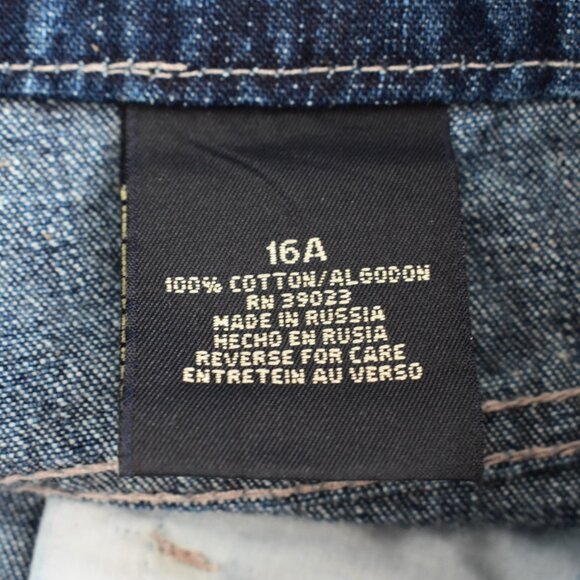 16A
100% COTTON/ALGODON
RN 39023
MADE IN RUSSIA
HECHO EN RUSIA
REVERSE FOR CARE
ENTRETEIN AU VERSO